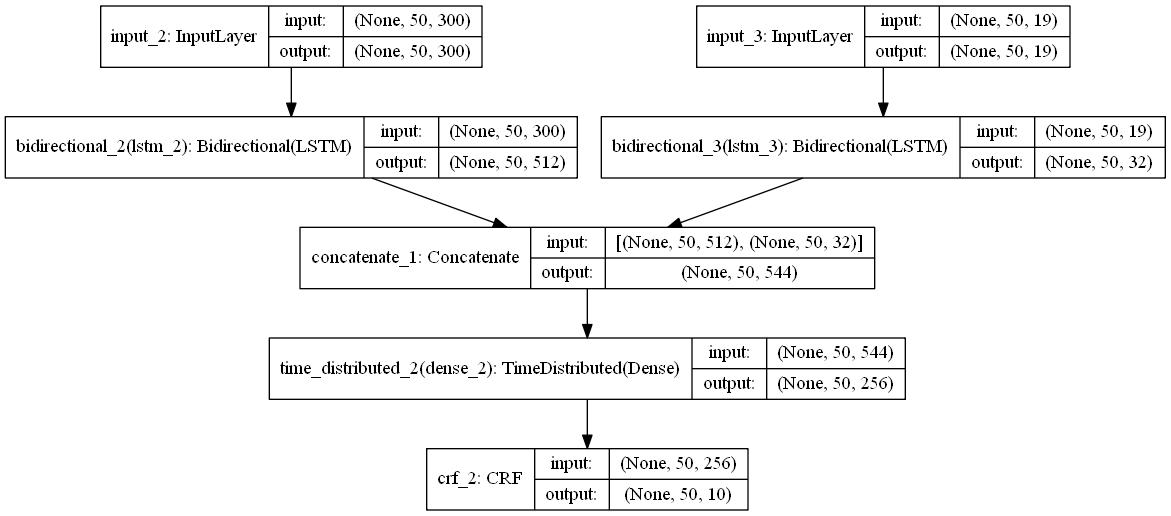 input_2: InputLayer
input: (None, 50, 300)
output: (None, 50, 300)
input_3: InputLayer
input: (None, 50, 19)
output: (None, 50, 19)
bidirectional_2(lstm_2): Bidirectional(LSTM)
input: (None, 50, 300)
output: (None, 50, 512)
bidirectional_3(lstm_3): Bidirectional(LSTM)
input: (None, 50, 19)
output: (None, 50, 32)
concatenate_1: Concatenate
input: [(None, 50, 512), (None, 50, 32)]
output: (None, 50, 544)
time_distributed_2(dense_2): TimeDistributed(Dense)
input: (None, 50, 544)
output: (None, 50, 256)
crf_2: CRF
input: (None, 50, 256)
output: (None, 50, 10)